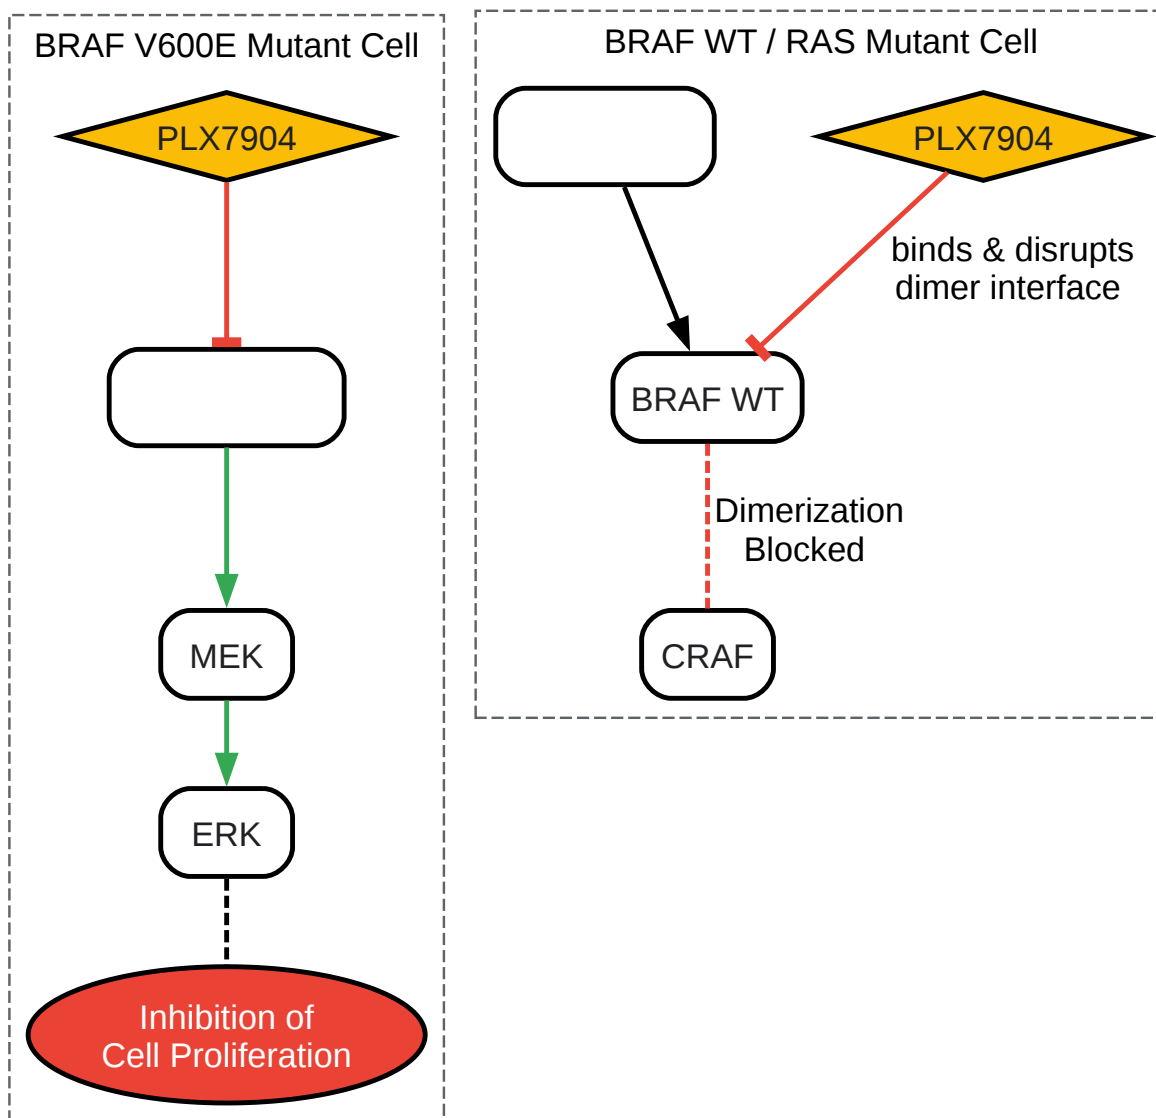 BRAF V600E Mutant Cell
PLX7904
MEK
ERK
Inhibition of
Cell Proliferation
BRAF WT / RAS Mutant Cell
PLX7904
binds & disrupts
dimer interface
BRAF WT
Dimerization
Blocked
CRAF